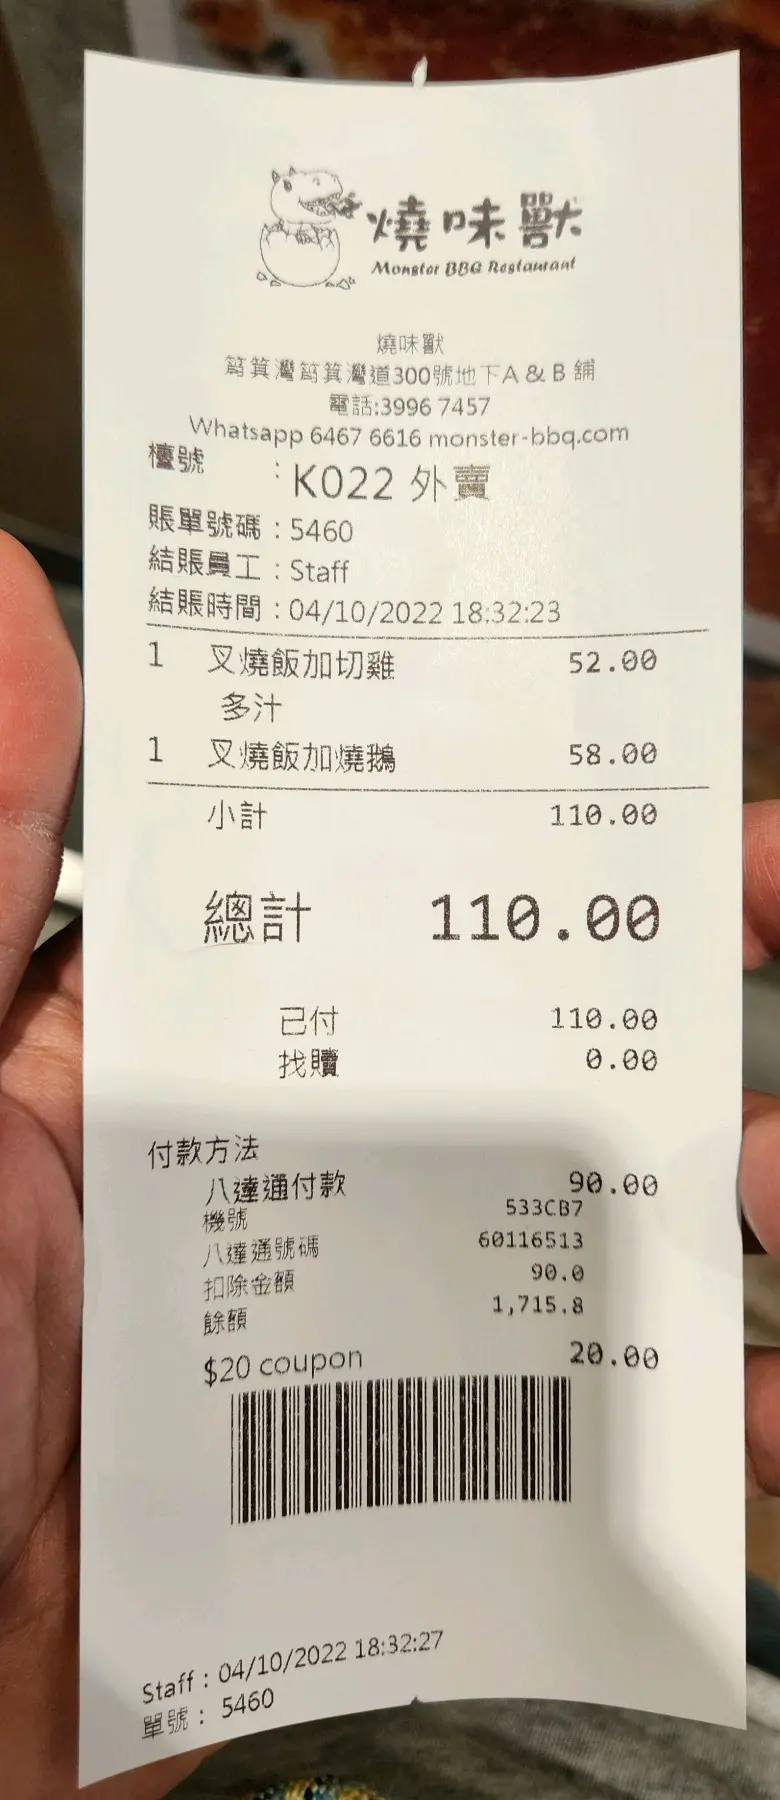 燒味獸
Monster BBQ Restaurant
燒味獸
筲箕灣筲箕灣道300號地下A & B 舖
電話:3996 7457
Whatsapp 6467 6616 monster-bbq.com
檯號 : K022 外賣
賬單號碼 : 5460
結賬員工 : Staff
結賬時間 : 04/10/2022 18:32:23
1 叉燒飯加切雞 52.00
多汁
1 叉燒飯加燒鵝 58.00
小計 110.00
總計 110.00
已付 110.00
找贖 0.00
付款方法
八達通付款 90.00
機號 533CB7
八達通號碼 60116513
扣除金額 90.0
餘額 1,715.8
$20 coupon 20.00
Staff : 04/10/2022 18:32:27
單號 : 5460